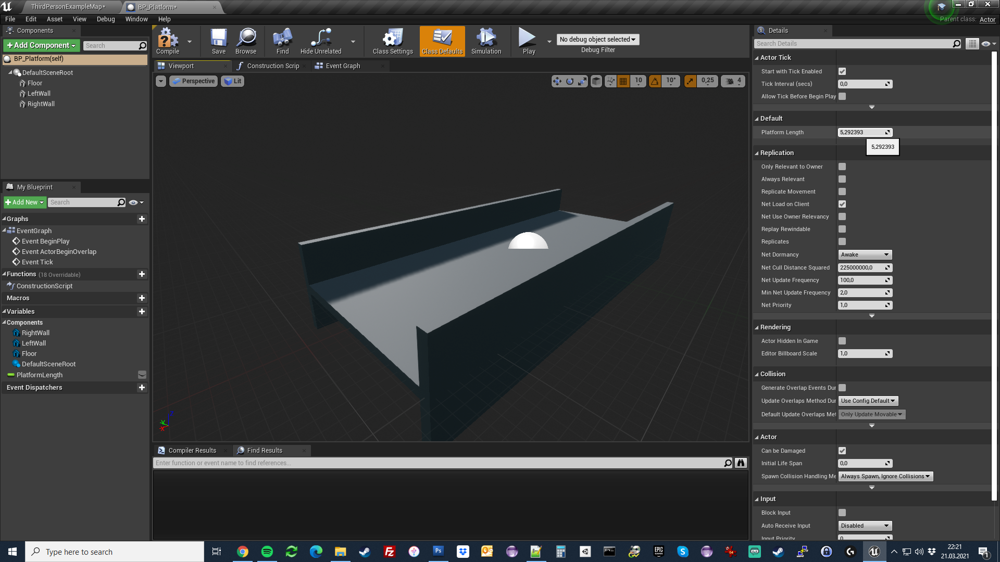 ThirdPersonExampleMap*
BP_Platform*
File Edit Asset View Debug Window Help
Parent class: Actor
Components
+Add Component
Search
BP_Platform(self)
DefaultSceneRoot
Floor
LeftWall
RightWall
My Blueprint
+Add New
Search
Graphs
EventGraph
Event BeginPlay
Event ActorBeginOverlap
Event Tick
Functions (18 Overridable)
ConstructionScript
Macros
Variables
Components
RightWall
LeftWall
Floor
DefaultSceneRoot
PlatformLength
Event Dispatchers
Compile
Save
Browse
Find
Hide Unrelated
Class Settings
Class Defaults
Simulation
Play
No debug object selected
Debug Filter
Viewport
Construction Scrip
Event Graph
Perspective
Lit
10
10°
0,25
4
Z
Y
X
Compiler Results
Find Results
Enter function or event name to find references...
Details
Search Details
Actor Tick
Start with Tick Enabled
Tick Interval (secs) 0,0
Allow Tick Before Begin Play
Default
Platform Length 5,292393
5,292393
Replication
Only Relevant to Owner
Always Relevant
Replicate Movement
Net Load on Client
Net Use Owner Relevancy
Replay Rewindable
Replicates
Net Dormancy Awake
Net Cull Distance Squared 225000000,0
Net Update Frequency 100,0
Min Net Update Frequency 2,0
Net Priority 1,0
Rendering
Actor Hidden In Game
Editor Billboard Scale 1,0
Collision
Generate Overlap Events Dur
Update Overlaps Method Dur Use Config Default
Default Update Overlaps Met Only Update Movable
Actor
Can be Damaged
Initial Life Span 0,0
Spawn Collision Handling Me Always Spawn, Ignore Collisions
Input
Block Input
Auto Receive Input Disabled
Input Priority 0
Type here to search
Ps
FZ
EPIC GAMES
64
22:21
21.03.2021
1